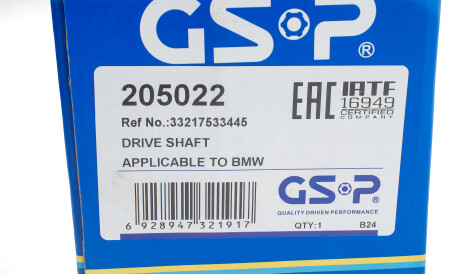 GSP®
205022
Ref No.:33217533445
DRIVE SHAFT
APPLICABLE TO BMW
EAC IATF
16949
CERTIFIED
COMPANY
GSP
QUALITY DRIVEN PERFORMANCE
6 928947 321917
QTY:1 B24